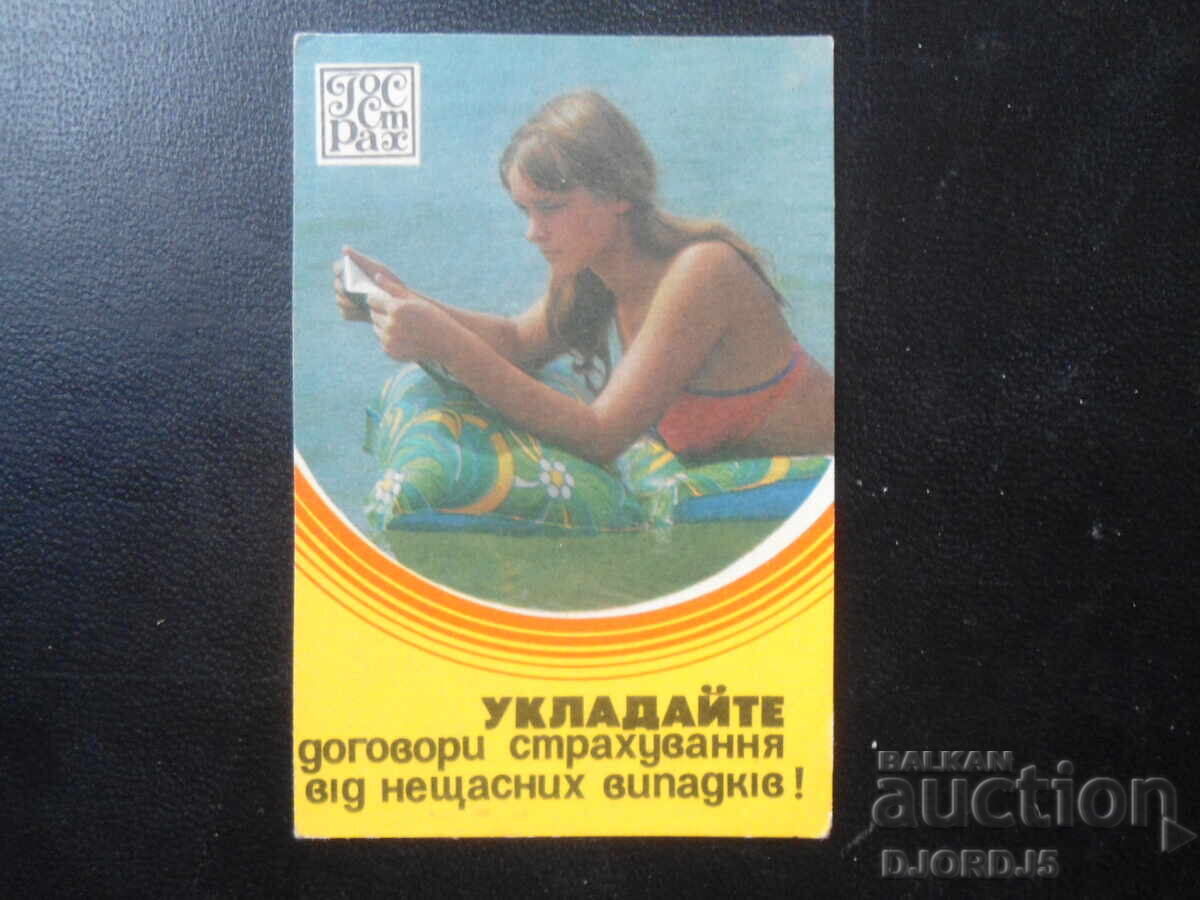 Гос
Ст
Рах
УКЛАДАЙТЕ
договори страхування
від нещасних випадків!
BALKAN
auction
DJORDJ5